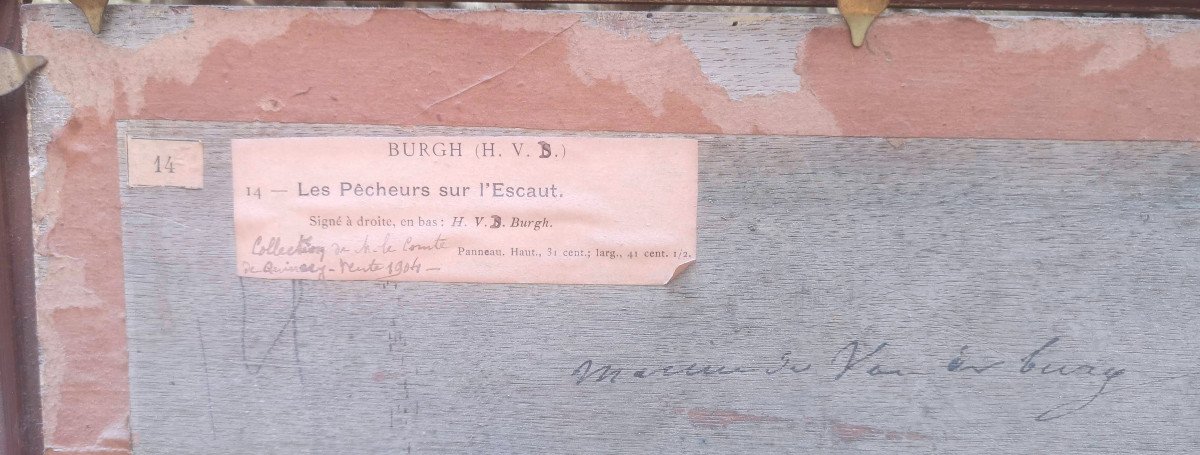 14
BURGH (H. V. B.)
14 — Les Pêcheurs sur l'Escaut.
Signé à droite, en bas : H. V. B. Burgh.
Panneau. Haut., 31 cent.; larg., 41 cent. 1/2.
Collection de M. le Comte
de Quincey - Vente 1904 —
Marine de Van der burg